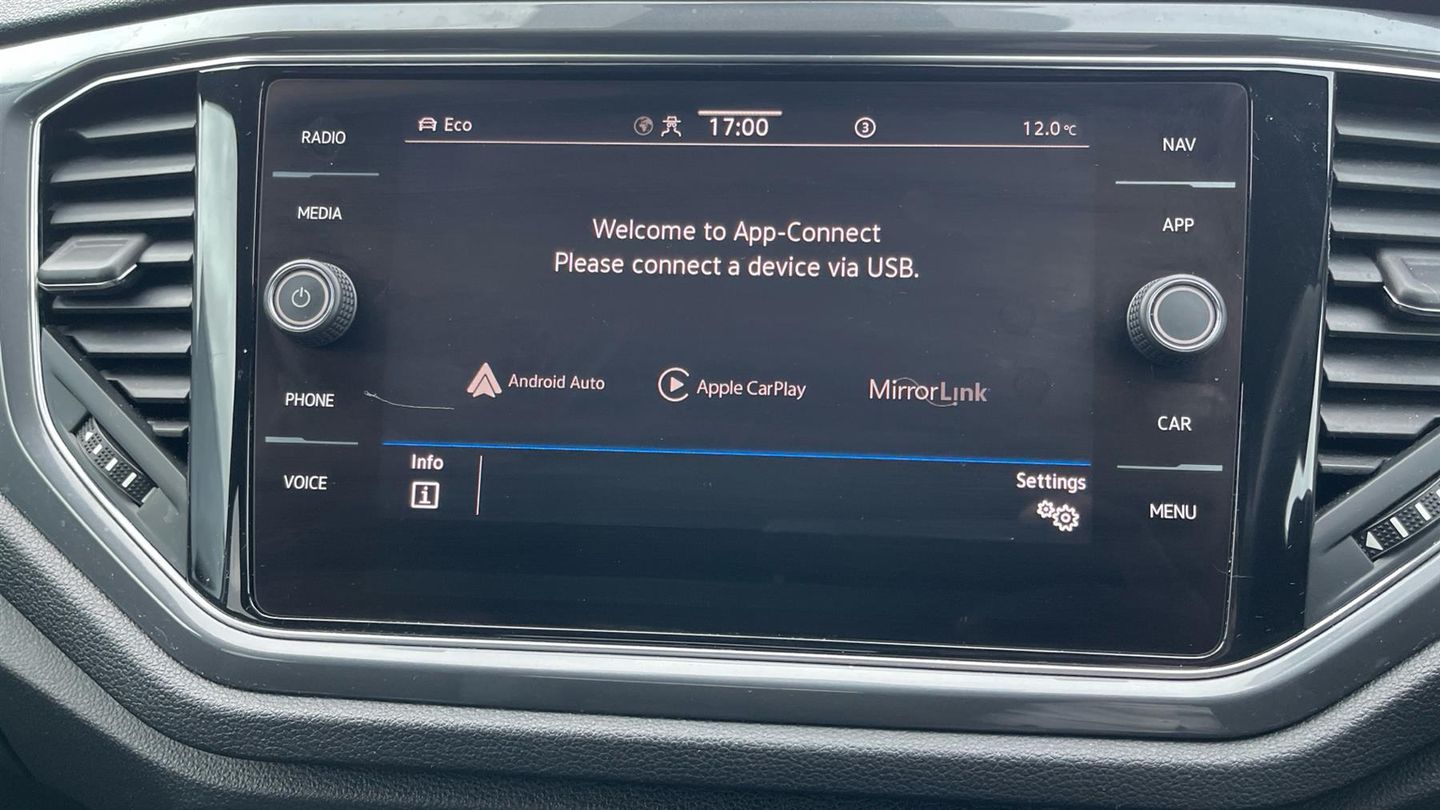 RADIO
MEDIA
PHONE
VOICE
Eco
17:00
3
12.0°C
Welcome to App-Connect
Please connect a device via USB.
Android Auto
Apple CarPlay
MirrorLink
Info
i
Settings
NAV
APP
CAR
MENU